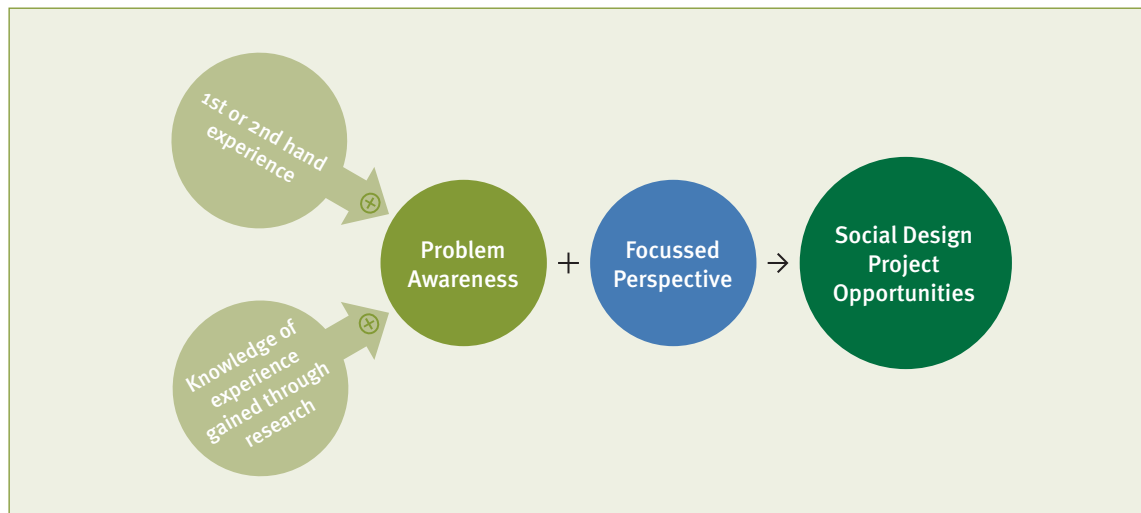 1st or 2nd hand
experience
Knowledge of
experience
gained through
research
Problem
Awareness
+
Focussed
Perspective
→
Social Design
Project
Opportunities